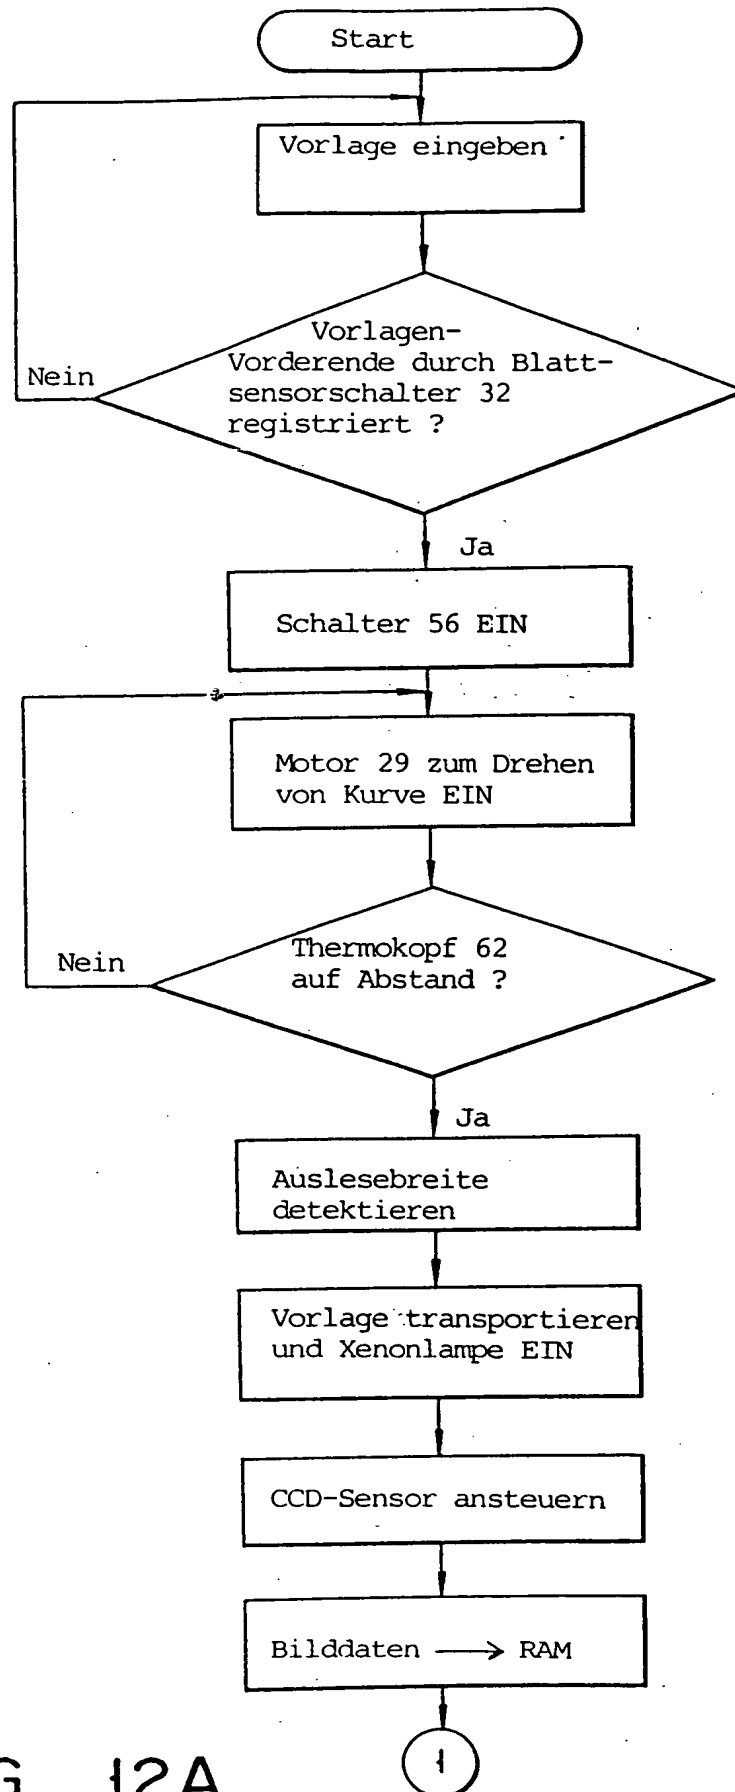 Start
Vorlage eingeben
Vorlagen-
Vorderende durch Blatt-
sensorschalter 32
registriert ?
Nein
Ja
Schalter 56 EIN
Motor 29 zum Drehen
von Kurve EIN
Thermokopf 62
auf Abstand ?
Nein
Ja
Auslesebreite
detektieren
Vorlage transportieren
und Xenonlampe EIN
CCD-Sensor ansteuern
Bilddaten → RAM
1
G. 12A